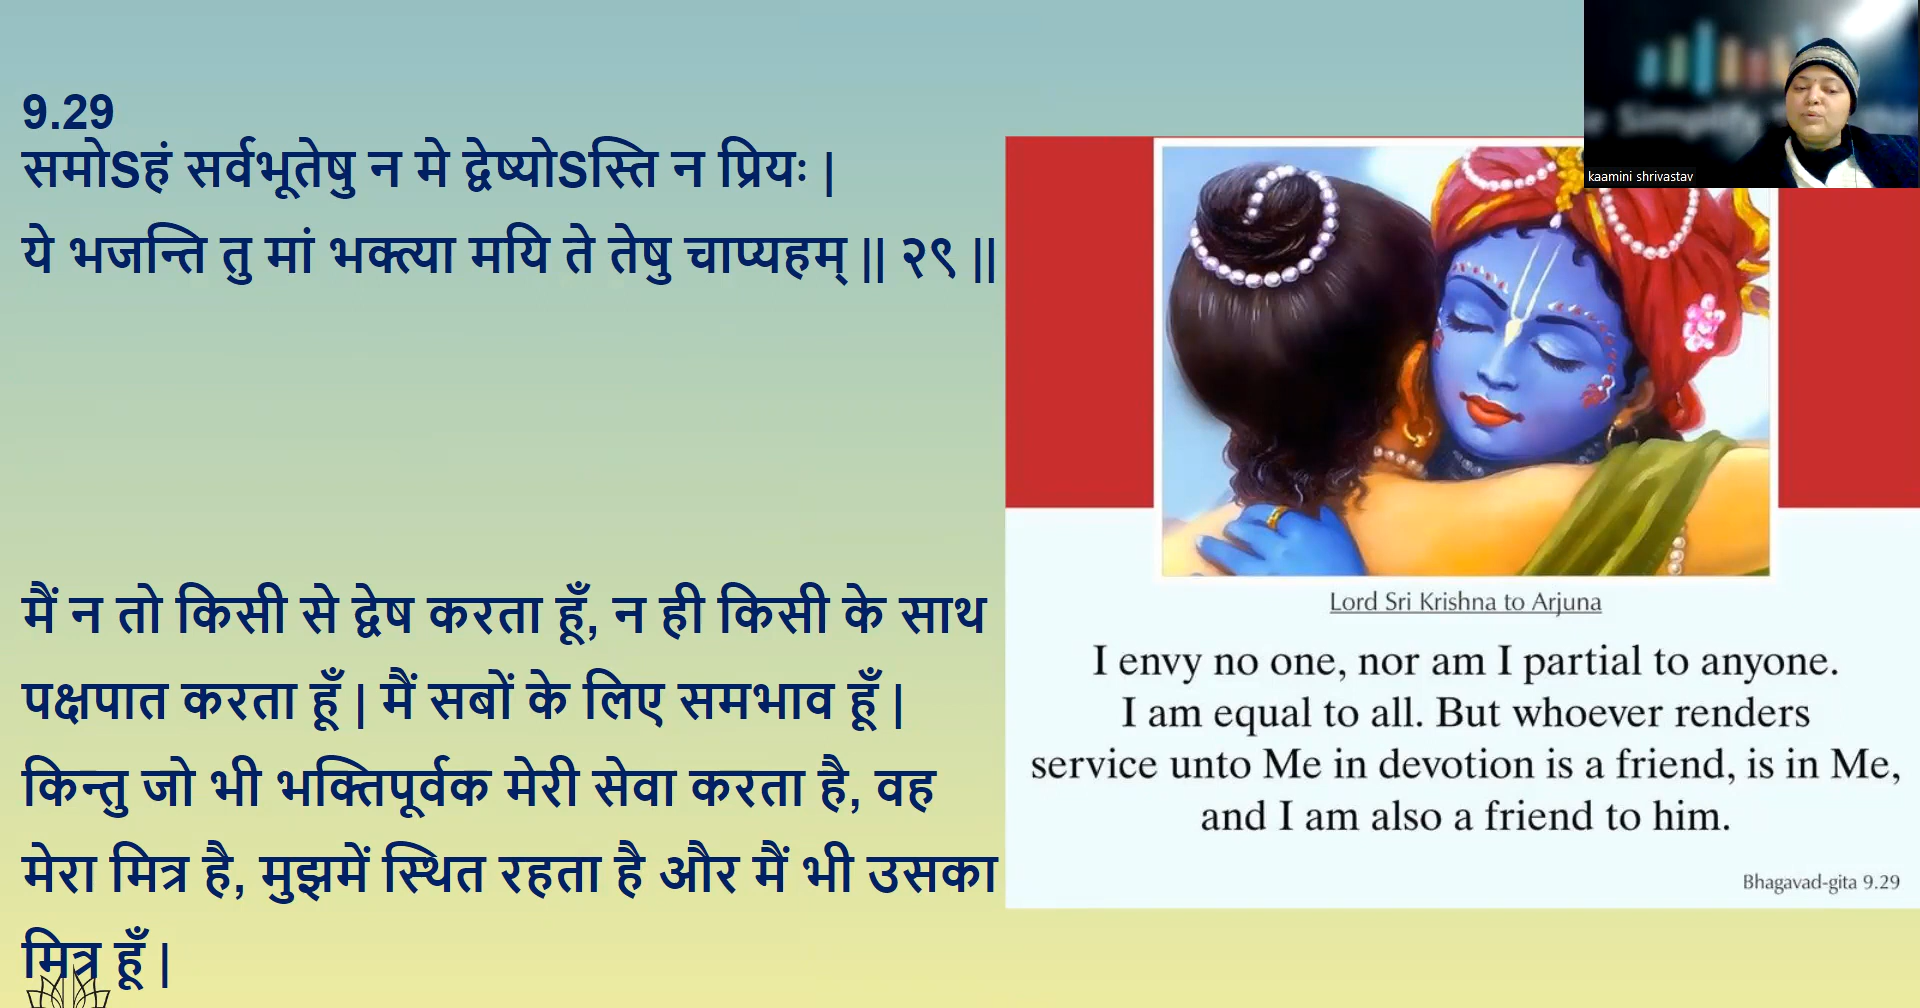 9.29
समोSहं सर्वभूतेषु न मे द्वेष्योSस्ति न प्रियः |
ये भजन्ति तु मां भक्त्या मयि ते तेषु चाप्यहम् || २९ ||
मैं न तो किसी से द्वेष करता हूँ, न ही किसी के साथ
पक्षपात करता हूँ | मैं सबों के लिए समभाव हूँ |
किन्तु जो भी भक्तिपूर्वक मेरी सेवा करता है, वह
मेरा मित्र है, मुझमें स्थित रहता है और मैं भी उसका
मित्र हूँ |
Simplify
kaamini shrivastav
Lord Sri Krishna to Arjuna
I envy no one, nor am I partial to anyone.
I am equal to all. But whoever renders
service unto Me in devotion is a friend, is in Me,
and I am also a friend to him.
Bhagavad-gita 9.29